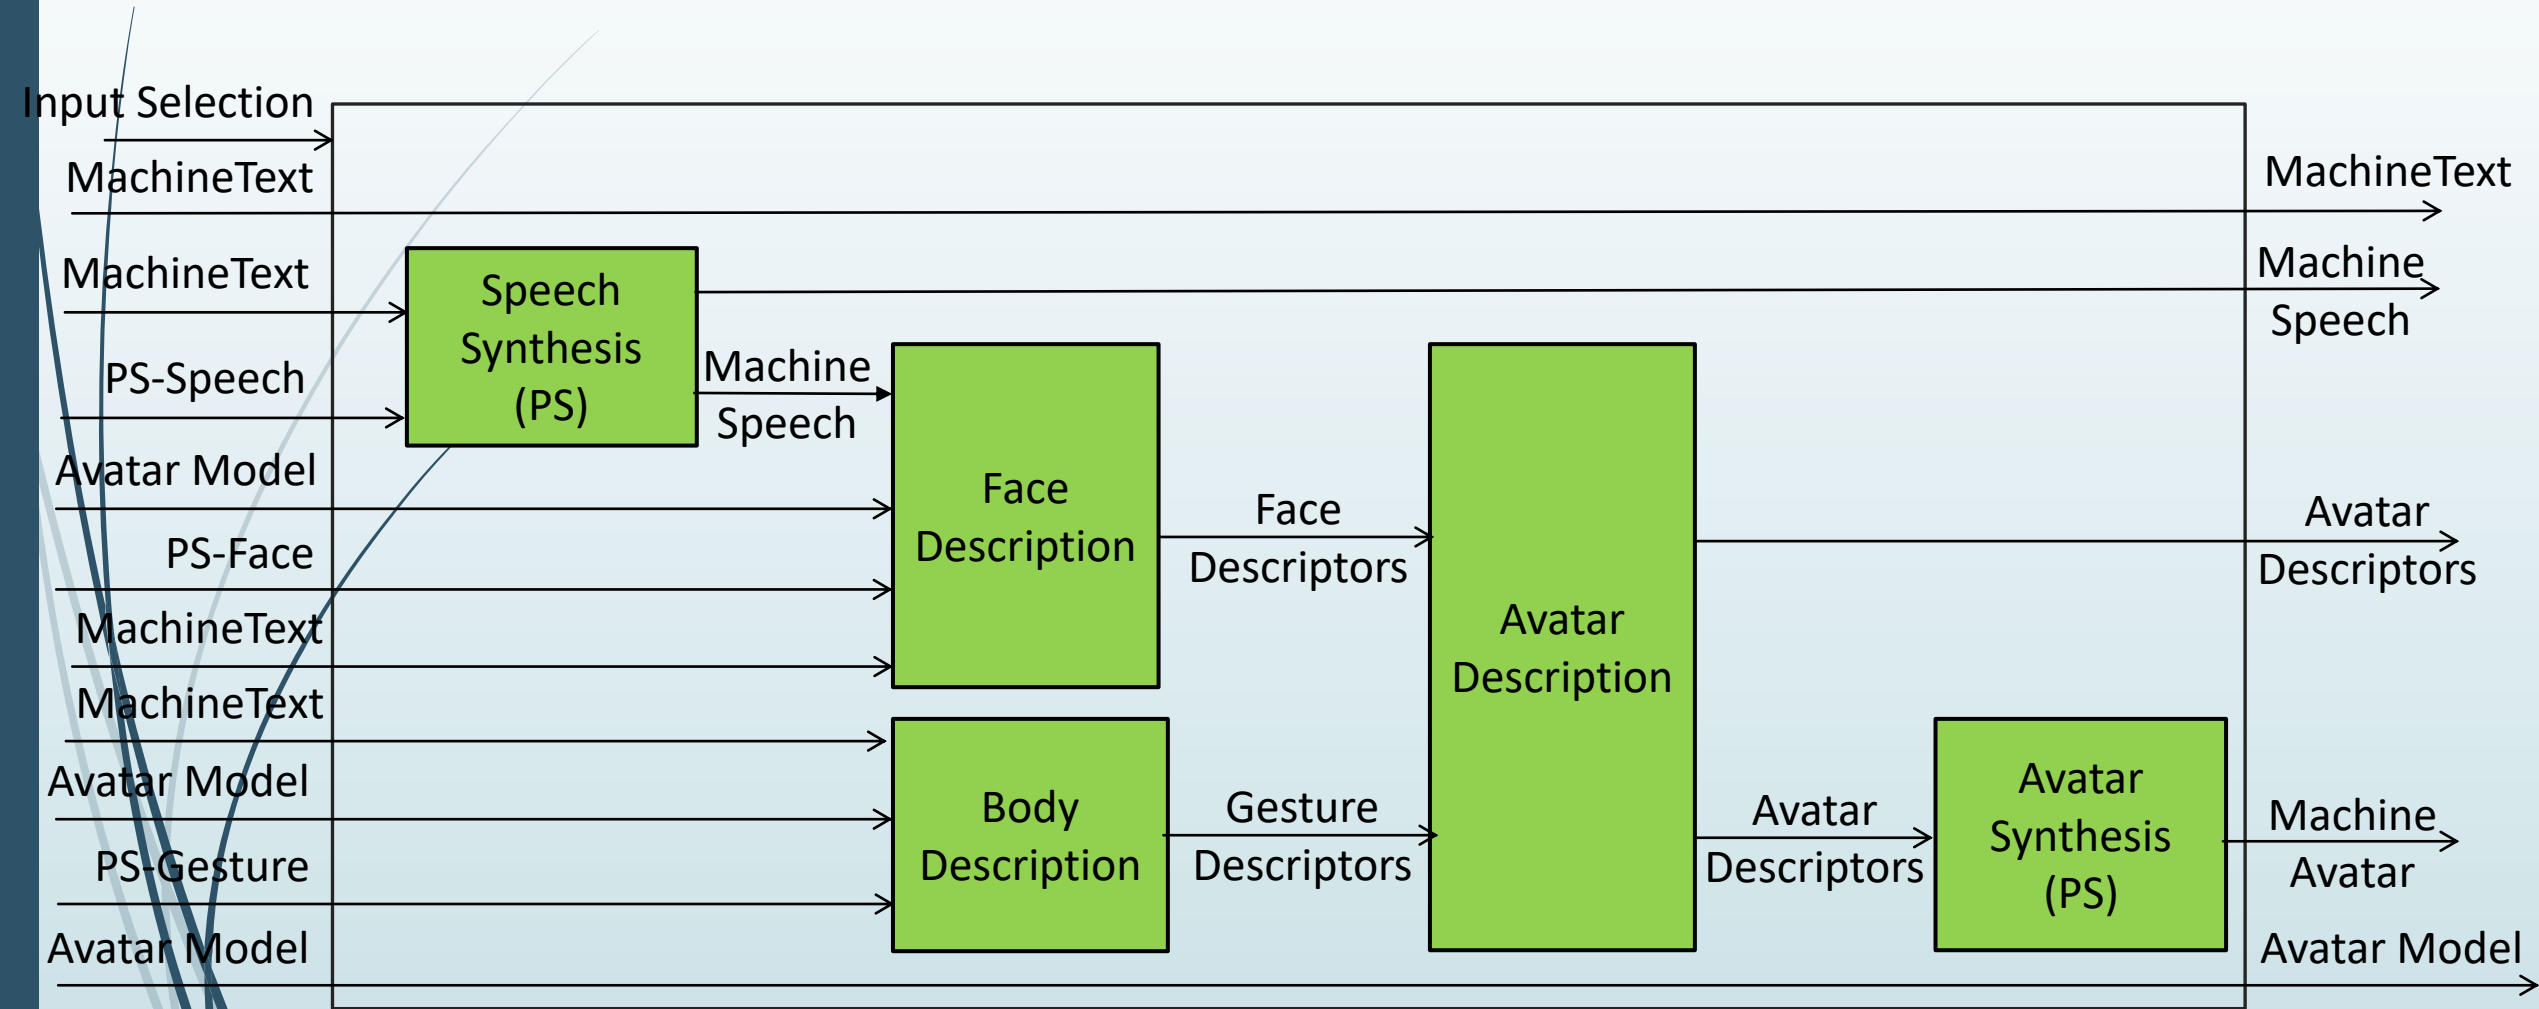 Input Selection
MachineText
MachineText
MachineText
Machine
Speech
Speech
Synthesis
(PS)
PS-Speech
Machine
Speech
Avatar Model
Face
Description
Face
Descriptors
Avatar
Descriptors
PS-Face
MachineText
Avatar
Description
MachineText
Avatar Model
Body
Description
Gesture
Descriptors
Avatar
Descriptors
Avatar
Synthesis
(PS)
Machine
Avatar
PS-Gesture
Avatar Model
Avatar Model